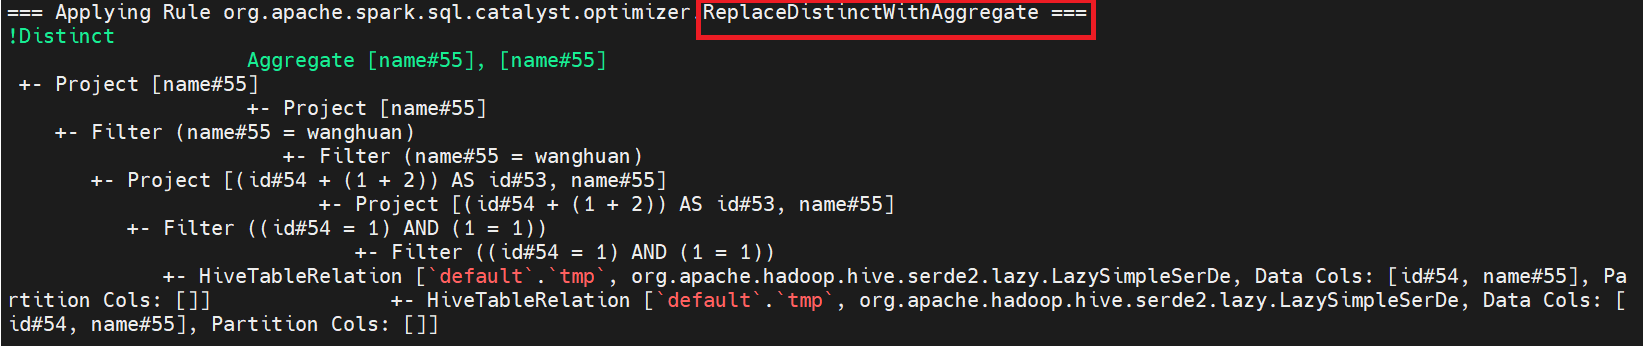 === Applying Rule org.apache.spark.sql.catalyst.optimizer.ReplaceDistinctWithAggregate ===
!Distinct
Aggregate [name#55], [name#55]
+- Project [name#55]
+- Project [name#55]
+- Filter (name#55 = wanghuan)
+- Filter (name#55 = wanghuan)
+- Project [(id#54 + (1 + 2)) AS id#53, name#55]
+- Project [(id#54 + (1 + 2)) AS id#53, name#55]
+- Filter ((id#54 = 1) AND (1 = 1))
+- Filter ((id#54 = 1) AND (1 = 1))
+- HiveTableRelation [`default`.`tmp`, org.apache.hadoop.hive.serde2.lazy.LazySimpleSerDe, Data Cols: [id#54, name#55], Pa
rtition Cols: []]               +- HiveTableRelation [`default`.`tmp`, org.apache.hadoop.hive.serde2.lazy.LazySimpleSerDe, Data Cols: [
id#54, name#55], Partition Cols: []]